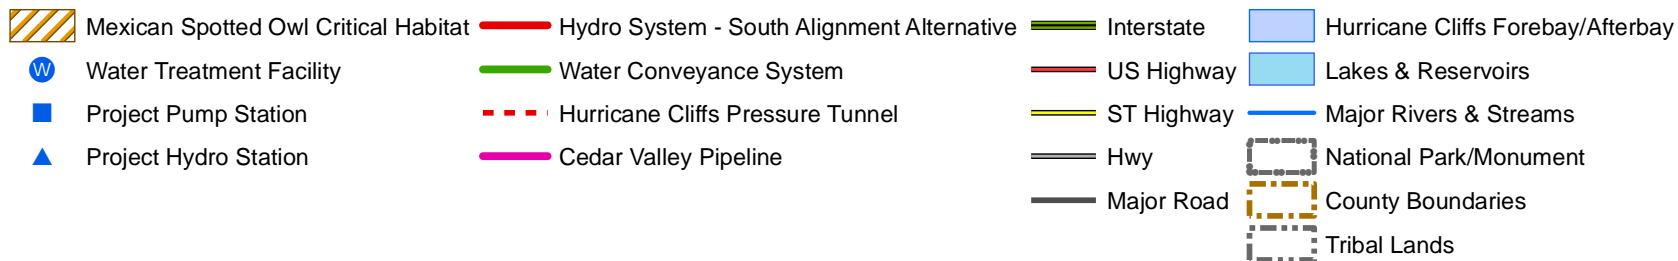 Mexican Spotted Owl Critical Habitat
W Water Treatment Facility
Project Pump Station
Project Hydro Station
Hydro System - South Alignment Alternative
Water Conveyance System
Hurricane Cliffs Pressure Tunnel
Cedar Valley Pipeline
Interstate
US Highway
ST Highway
Hwy
Major Road
Hurricane Cliffs Forebay/Afterbay
Lakes & Reservoirs
Major Rivers & Streams
National Park/Monument
County Boundaries
Tribal Lands